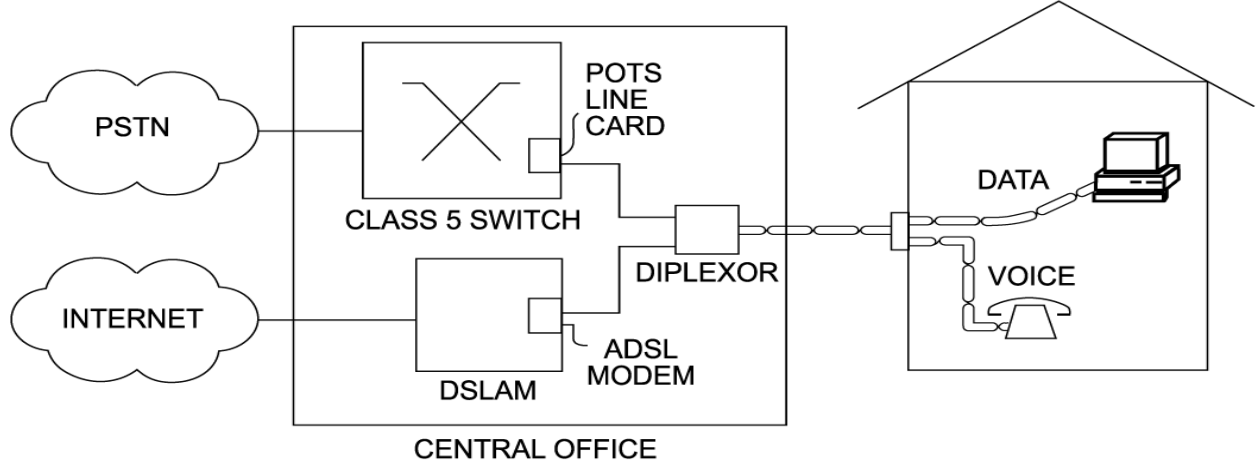 PSTN
POTS
LINE
CARD
CLASS 5 SWITCH
DIPLEXOR
INTERNET
ADSL
MODEM
DSLAM
CENTRAL OFFICE
DATA
VOICE